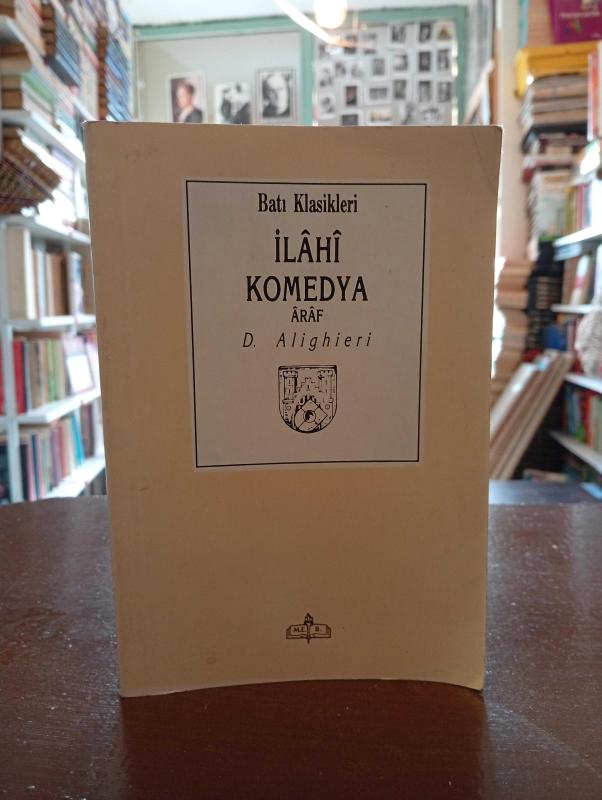 Batı Klasikleri
İLÂHÎ
KOMEDYA
ÂRÂF
D. Alighieri
M.E. B.